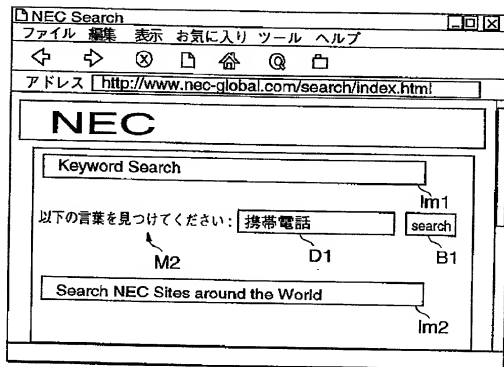 NEC Search
ファイル 編集 表示 お気に入り ツール ヘルプ
アドレス http://www.nec-global.com/search/index.html
NEC
Keyword Search
Im1
以下の言葉を見つけてください: 携帯電話 search
M2 D1 B1
Search NEC Sites around the World
Im2